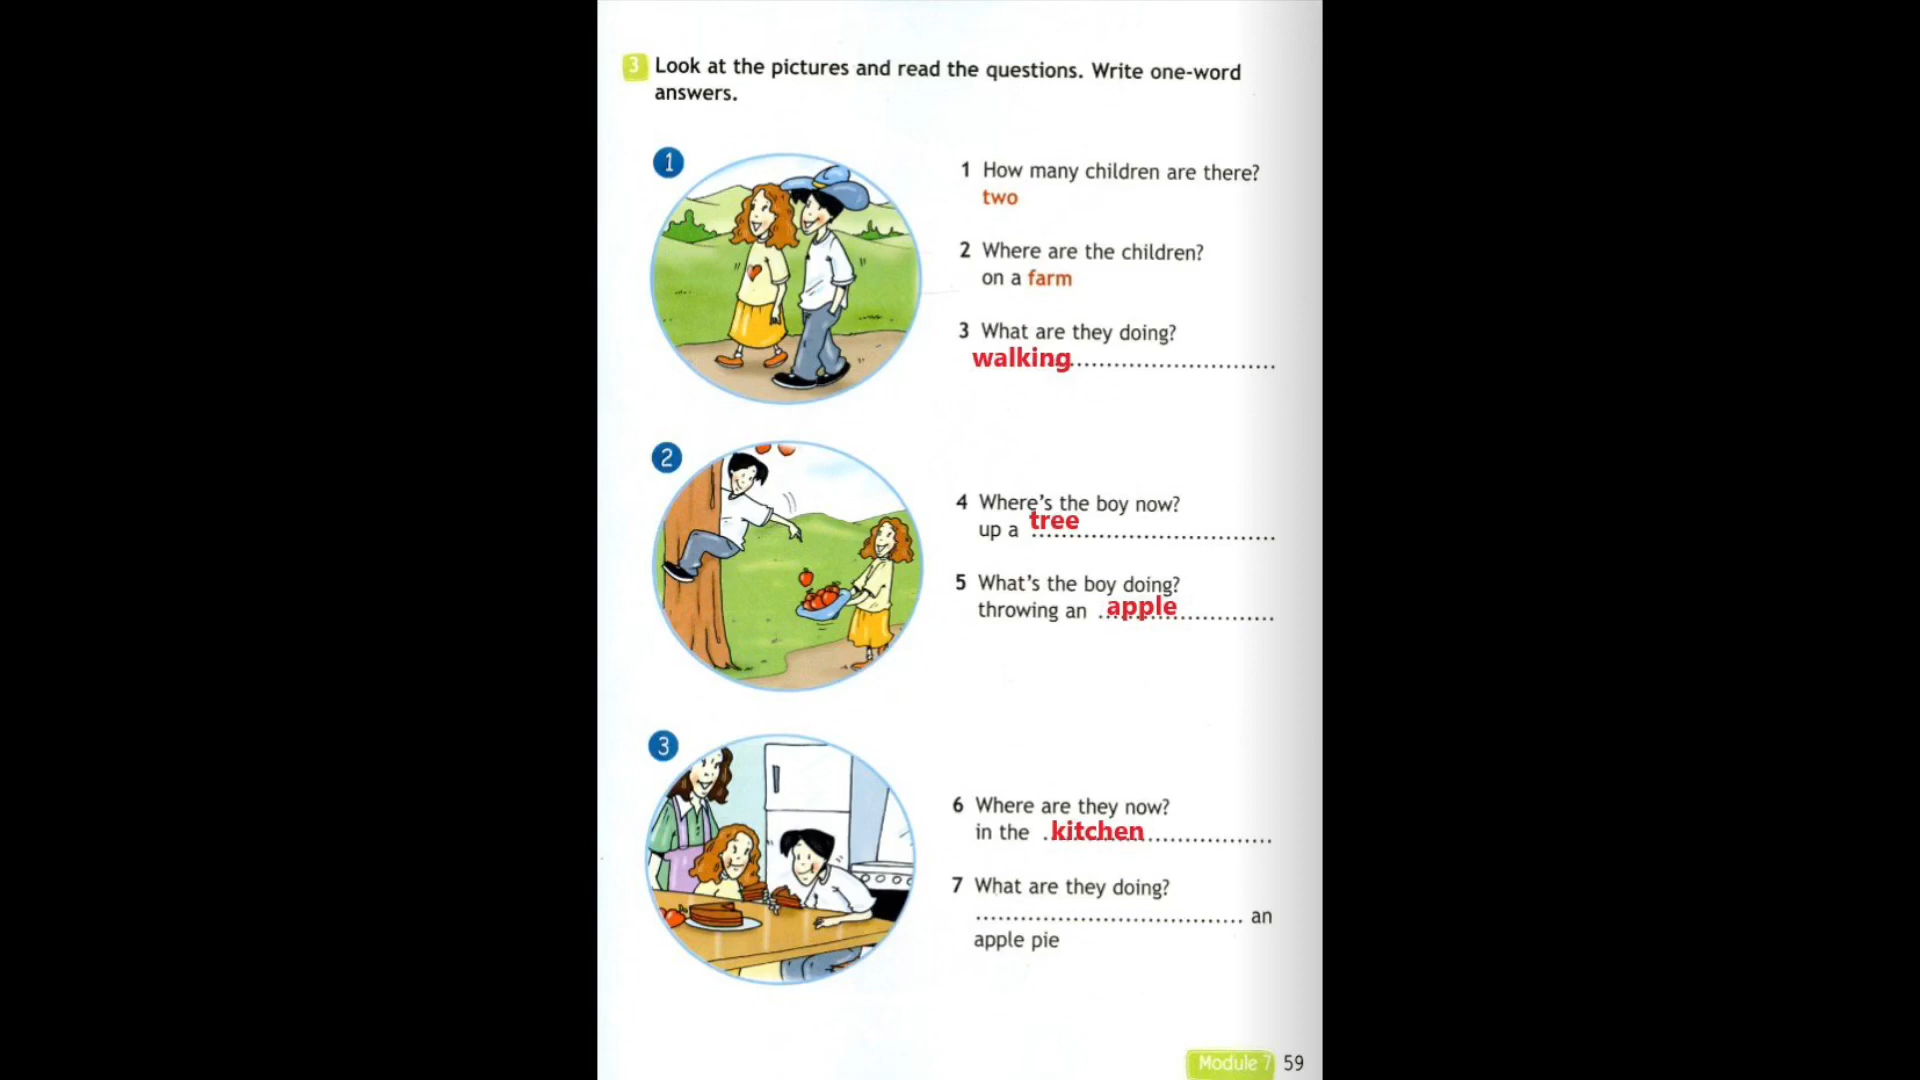 3 Look at the pictures and read the questions. Write one-word
answers.
1
1 How many children are there?
two
2 Where are the children?
on a farm
3 What are they doing?
walking
2
4 Where's the boy now?
up a tree
5 What's the boy doing?
throwing an apple
3
6 Where are they now?
in the kitchen
7 What are they doing?
an
apple pie
Module 7 59